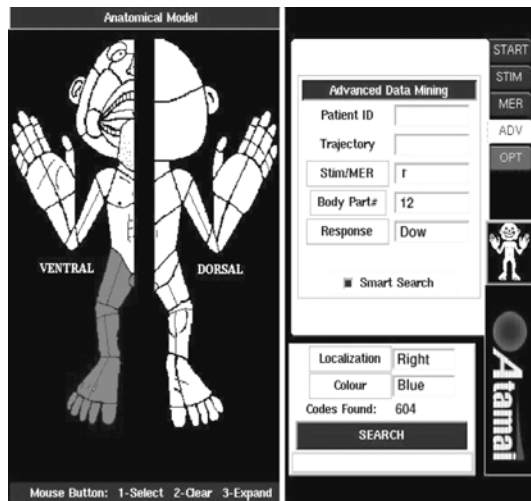 Anatomical Model
VENTRAL
DORSAL
Mouse Button: 1-Select 2-Clear 3-Expand
START
STIM
MER
ADV
OPT
Advanced Data Mining
Patient ID
Trajectory
Stim/MER r
Body Part# 12
Response Dow
Smart Search
Localization Right
Colour Blue
Codes Found: 604
SEARCH
Atamai